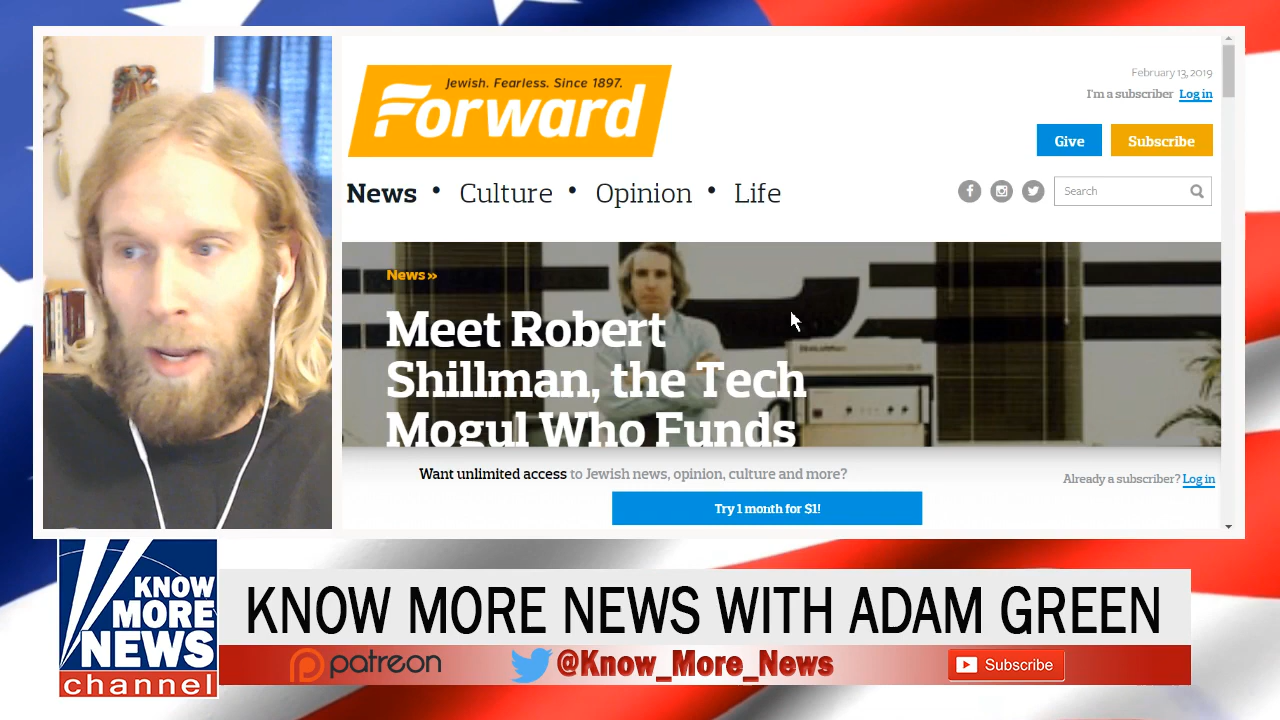 Jewish. Fearless. Since 1897.
Forward
February 13, 2019
I'm a subscriber Log in
Give
Subscribe
News • Culture • Opinion • Life
Search
News »
Meet Robert
Shillman, the Tech
Mogul Who Funds
Want unlimited access to Jewish news, opinion, culture and more?
Already a subscriber? Log in
Try 1 month for $1!
KNOW
MORE
NEWS
channel
KNOW MORE NEWS WITH ADAM GREEN
patreon
@Know_More_News
Subscribe